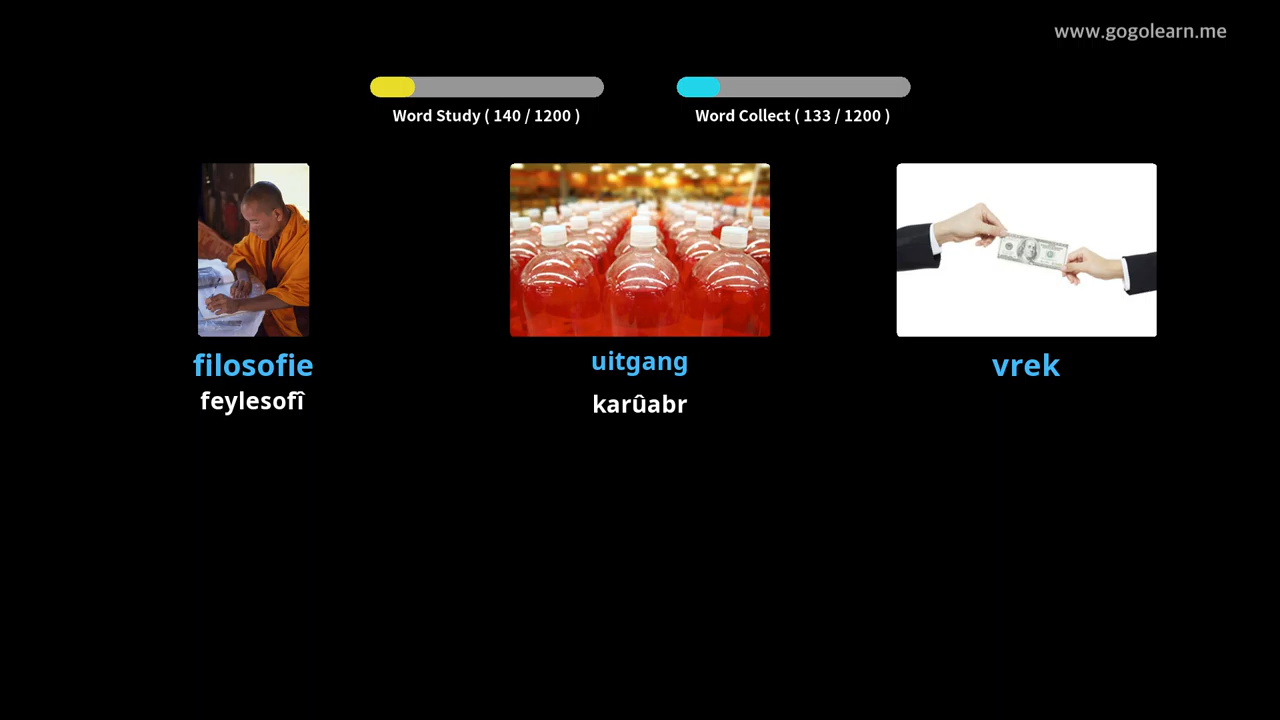 www.gogolearn.me
Word Study ( 140 / 1200 )
Word Collect ( 133 / 1200 )
filosofie
feylesofî
uitgang
karûabr
vrek